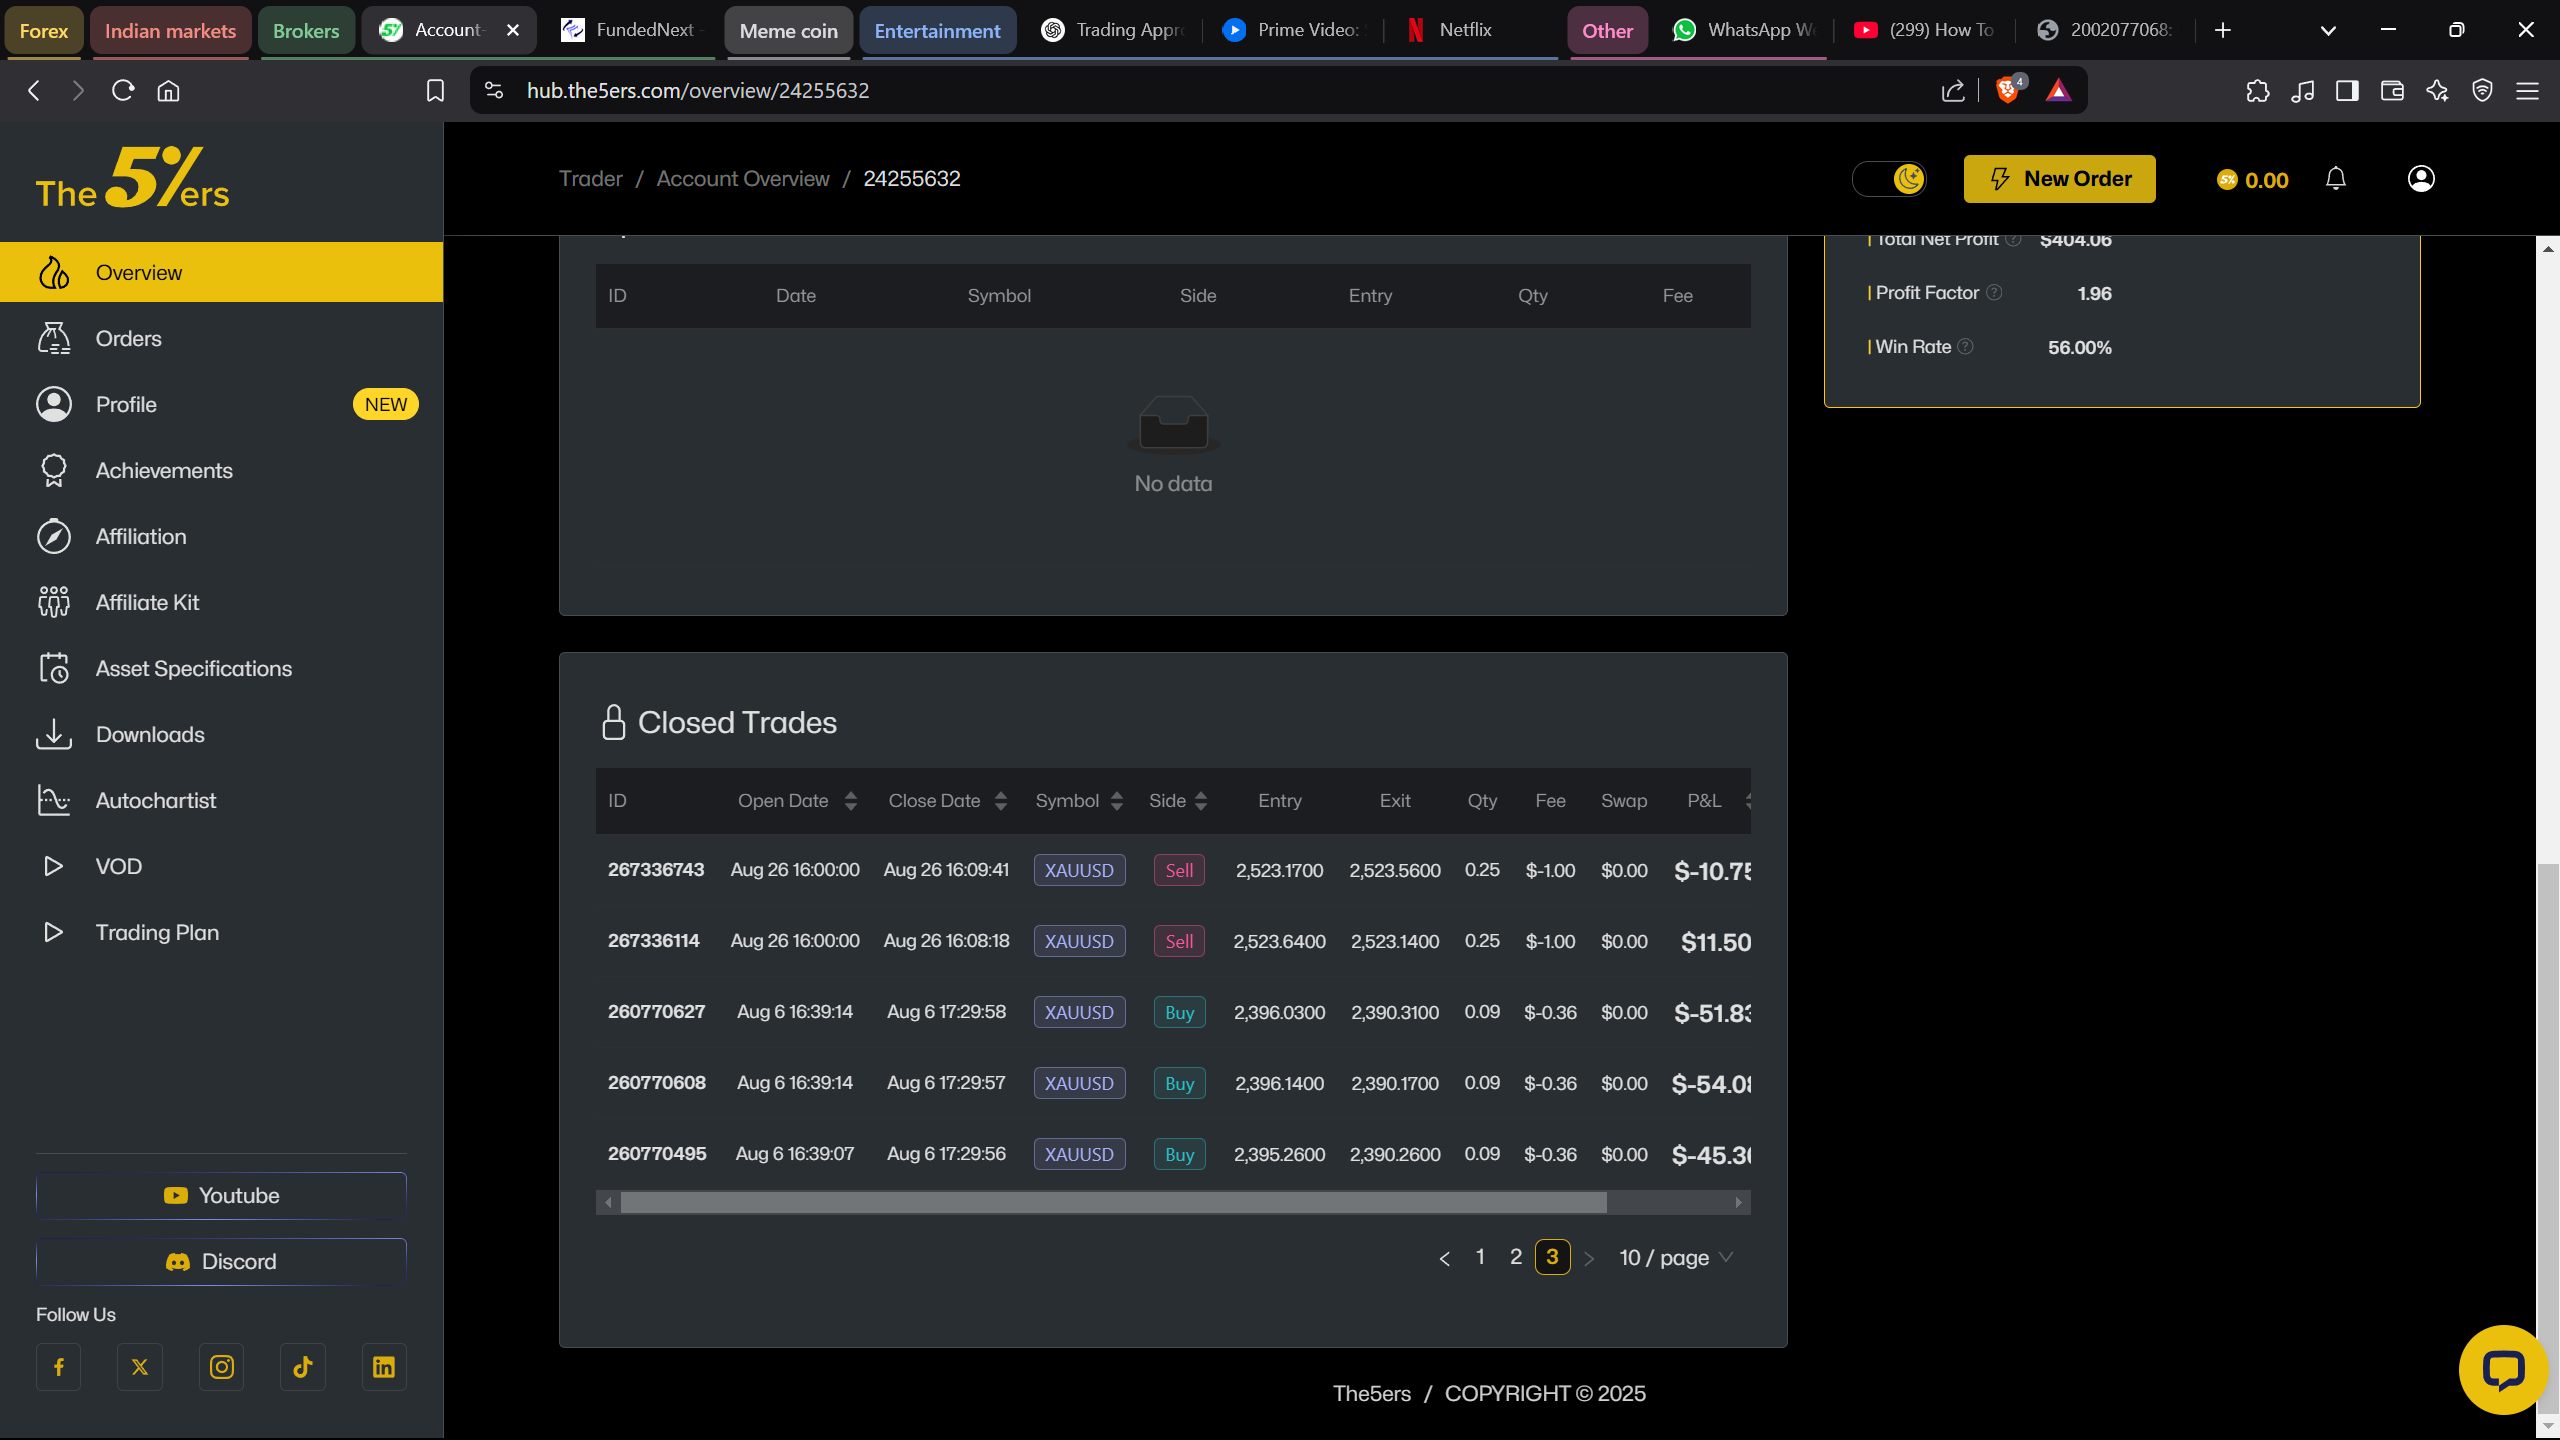 Forex Indian markets Brokers Account- FundedNext - Meme coin Entertainment Trading Appr Prime Video: Netflix Other WhatsApp We (299) How To 2002077068:
hub.the5ers.com/overview/24255632 4
The 5%ers
Trader / Account Overview / 24255632 New Order 0.00
Overview
Orders
Profile NEW
Achievements
Affiliation
Affiliate Kit
Asset Specifications
Downloads
Autochartist
VOD
Trading Plan
Youtube
Discord
Follow Us
ID Date Symbol Side Entry Qty Fee
No data
Total Net Profit $404.06
Profit Factor 1.96
Win Rate 56.00%
Closed Trades
ID Open Date Close Date Symbol Side Entry Exit Qty Fee Swap P&L
267336743 Aug 26 16:00:00 Aug 26 16:09:41 XAUUSD Sell 2,523.1700 2,523.5600 0.25 $-1.00 $0.00 $-10.75
267336114 Aug 26 16:00:00 Aug 26 16:08:18 XAUUSD Sell 2,523.6400 2,523.1400 0.25 $-1.00 $0.00 $11.50
260770627 Aug 6 16:39:14 Aug 6 17:29:58 XAUUSD Buy 2,396.0300 2,390.3100 0.09 $-0.36 $0.00 $-51.83
260770608 Aug 6 16:39:14 Aug 6 17:29:57 XAUUSD Buy 2,396.1400 2,390.1700 0.09 $-0.36 $0.00 $-54.08
260770495 Aug 6 16:39:07 Aug 6 17:29:56 XAUUSD Buy 2,395.2600 2,390.2600 0.09 $-0.36 $0.00 $-45.36
1 2 3 10 / page
The5ers / COPYRIGHT © 2025